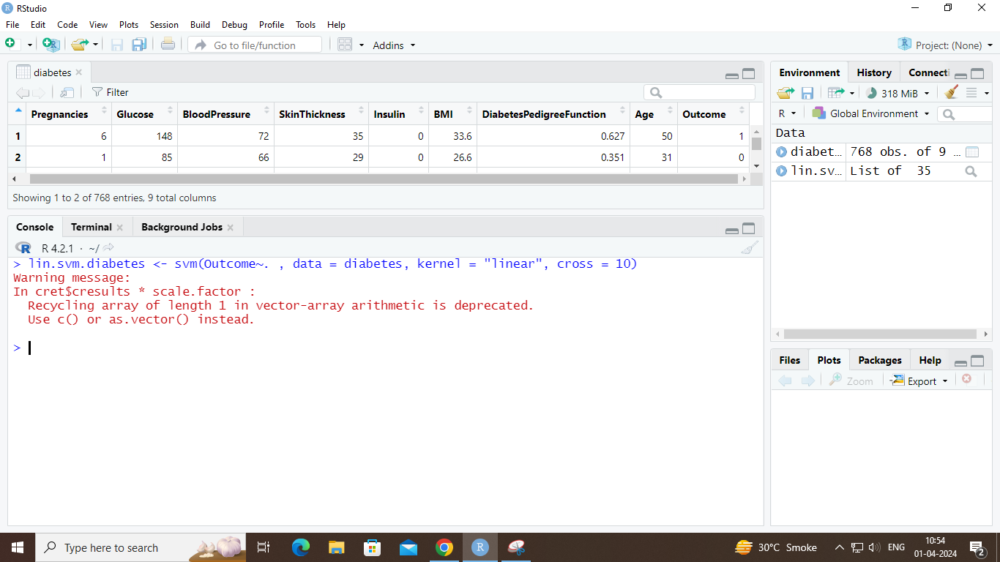 RStudio
File Edit Code View Plots Session Build Debug Profile Tools Help
Go to file/function Addins Project: (None)
diabetes
Filter
Pregnancies Glucose BloodPressure SkinThickness Insulin BMI DiabetesPedigreeFunction Age Outcome
1 6 148 72 35 0 33.6 0.627 50 1
2 1 85 66 29 0 26.6 0.351 31 0
Showing 1 to 2 of 768 entries, 9 total columns
Console Terminal Background Jobs
R 4.2.1 · ~/
> lin.svm.diabetes <- svm(Outcome~. , data = diabetes, kernel = "linear", cross = 10)
Warning message:
In cret$cresults * scale.factor :
Recycling array of length 1 in vector-array arithmetic is deprecated.
Use c() or as.vector() instead.
>
Environment History Connecti
318 MiB
R Global Environment
Data
diabet... 768 obs. of 9 ...
lin.sv... List of 35
Files Plots Packages Help
Zoom Export
Type here to search
30°C Smoke ENG 10:54
01-04-2024 2